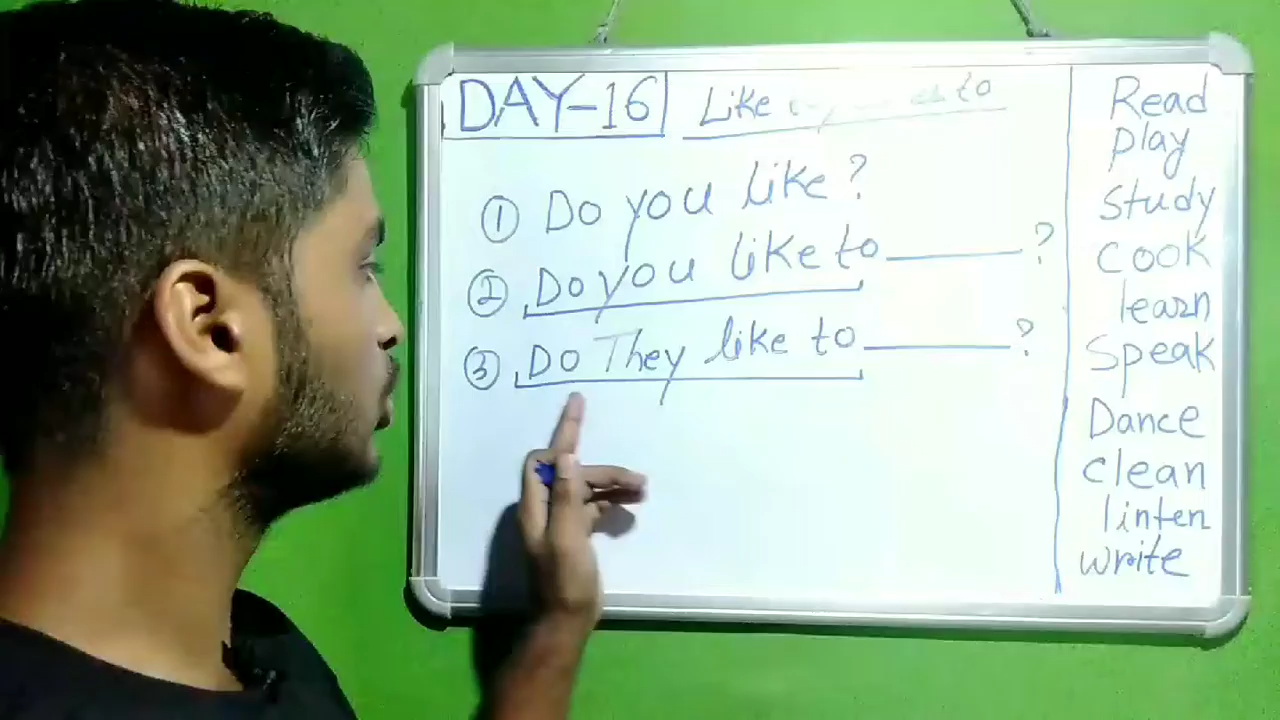 DAY-16
Like to
① Do you like?
② Do you like to ______ ?
③ Do They like to ______ ?
Read
play
study
cook
learn
Speak
Dance
clean
linten
write